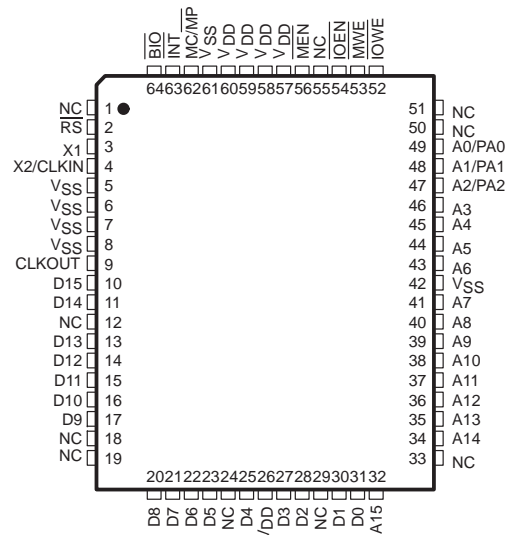 BIO INT MC/MP VSS VDD VDD VDD VDD MEN NC IOEN MWE IOWE
64 63 62 61 60 59 58 57 56 55 54 53 52
NC 1 51 NC
RS 2 50 NC
X1 3 49 A0/PA0
X2/CLKIN 4 48 A1/PA1
VSS 5 47 A2/PA2
VSS 6 46 A3
VSS 7 45 A4
VSS 8 44 A5
CLKOUT 9 43 A6
D15 10 42 VSS
D14 11 41 A7
NC 12 40 A8
D13 13 39 A9
D12 14 38 A10
D11 15 37 A11
D10 16 36 A12
D9 17 35 A13
NC 18 34 A14
NC 19 33 NC
20 21 22 23 24 25 26 27 28 29 30 31 32
D8 D7 D6 D5 NC D4 /DD D3 D2 NC D1 D0 A15